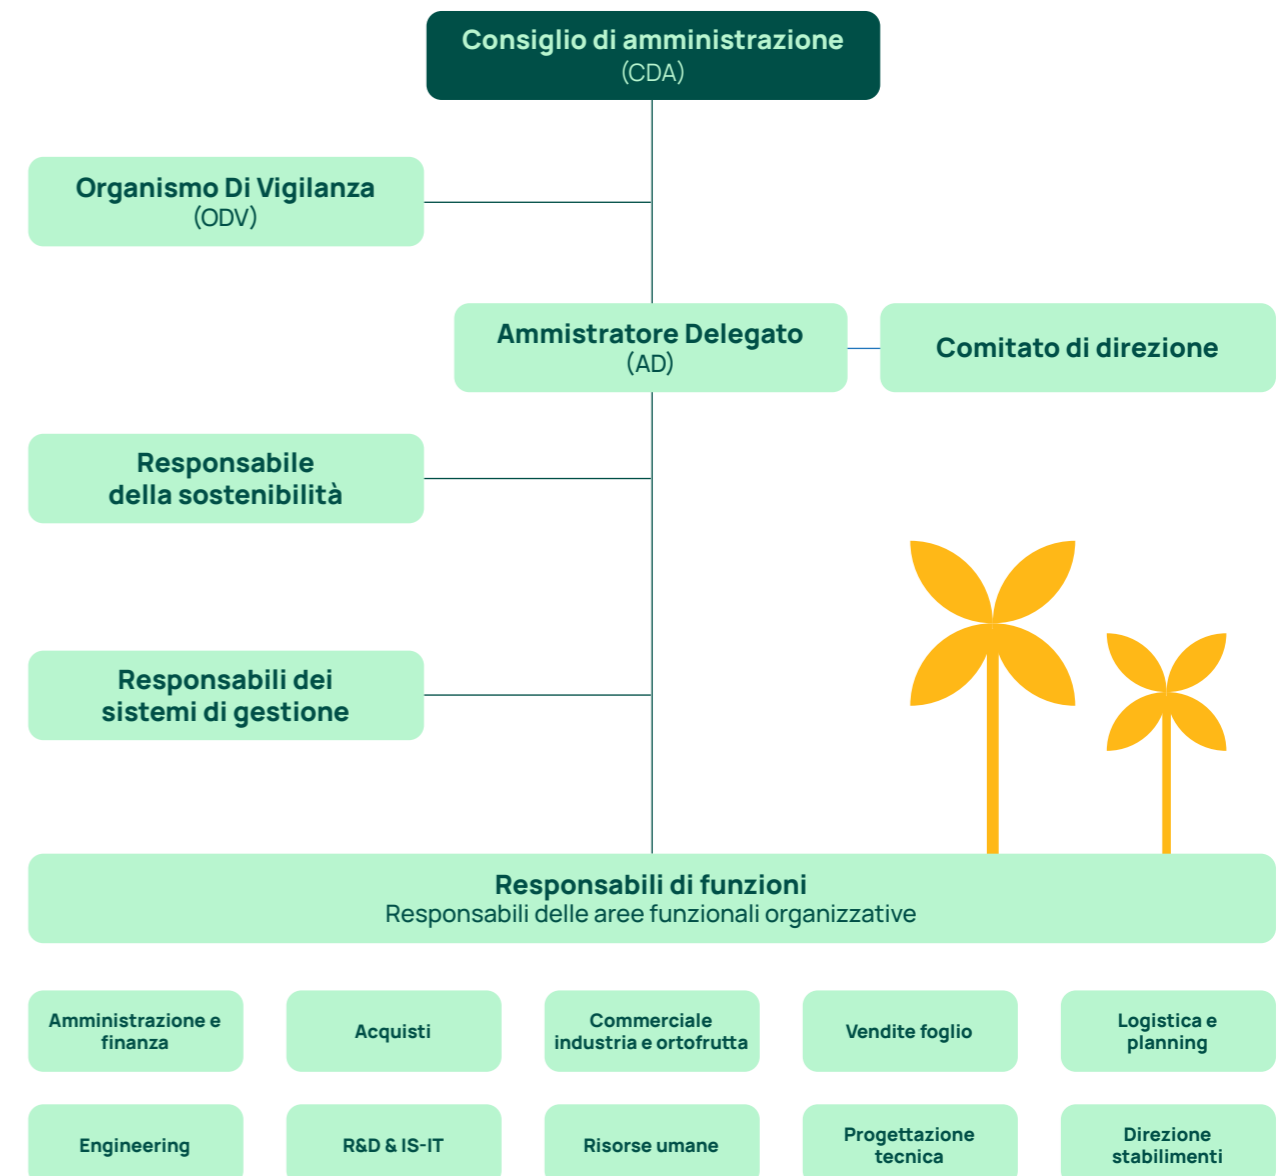 Consiglio di amministrazione
(CDA)
Organismo Di Vigilanza
(ODV)
Ammistratore Delegato
(AD)
Comitato di direzione
Responsabile
della sostenibilità
Responsabili dei
sistemi di gestione
Responsabili di funzioni
Responsabili delle aree funzionali organizzative
Amministrazione e
finanza
Acquisti
Commerciale
industria e ortofrutta
Vendite foglio
Logistica e
planning
Engineering
R&D & IS-IT
Risorse umane
Progettazione
tecnica
Direzione
stabilimenti